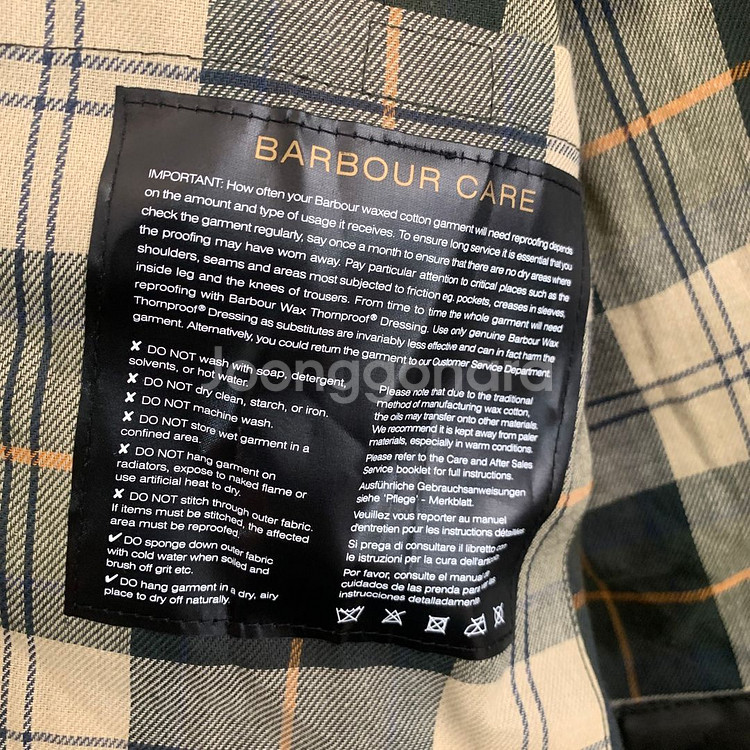 BARBOUR CARE
IMPORTANT: How often your Barbour waxed cotton garment will need reproofing depends
on the amount and type of usage it receives. To ensure long service it is essential that you
check the garment regularly, say once a month to ensure that there are no dry areas where
the proofing may have worn away. Pay particular attention to critical places such as the
shoulders, seams and areas most subjected to friction eg. pockets, creases in sleeves,
inside leg and the knees of trousers. From time to time the whole garment will need
reproofing with Barbour Wax Thornproof® Dressing. Use only genuine Barbour Wax
Thornproof® Dressing as substitutes are invariably less effective and can in fact harm the
garment. Alternatively, you could return the garment to our Customer Service Department.
✘ DO NOT wash with soap, detergent,
solvents, or hot water.
✘ DO NOT dry clean, starch, or iron.
✘ DO NOT machine wash.
✘ DO NOT store wet garment in a
confined area.
✘ DO NOT hang garment on
radiators, expose to naked flame or
use artificial heat to dry.
✘ DO NOT stitch through outer fabric.
If items must be stitched, the affected
area must be reproofed.
✔ DO sponge down outer fabric
with cold water when soiled and
brush off grit etc.
✔ DO hang garment in a dry, airy
place to dry off naturally.
Please note that due to the traditional
method of manufacturing wax cotton,
the oils may transfer onto other materials.
We recommend it is kept away from paler
materials, especially in warm conditions.
Please refer to the Care and After Sales
Service booklet for full instructions.
Ausführliche Gebrauchsanweisungen
siehe 'Pflege' - Merkblatt.
Veuillez vous reporter au manuel
d'entretien pour les instructions détaillées
Si prega di consultare il libretto con
le istruzioni per la cura dell'articolo
Por favor, consulte el manual de
cuidados de las prenda para ver las
instrucciones detalladamente
Joonggonara